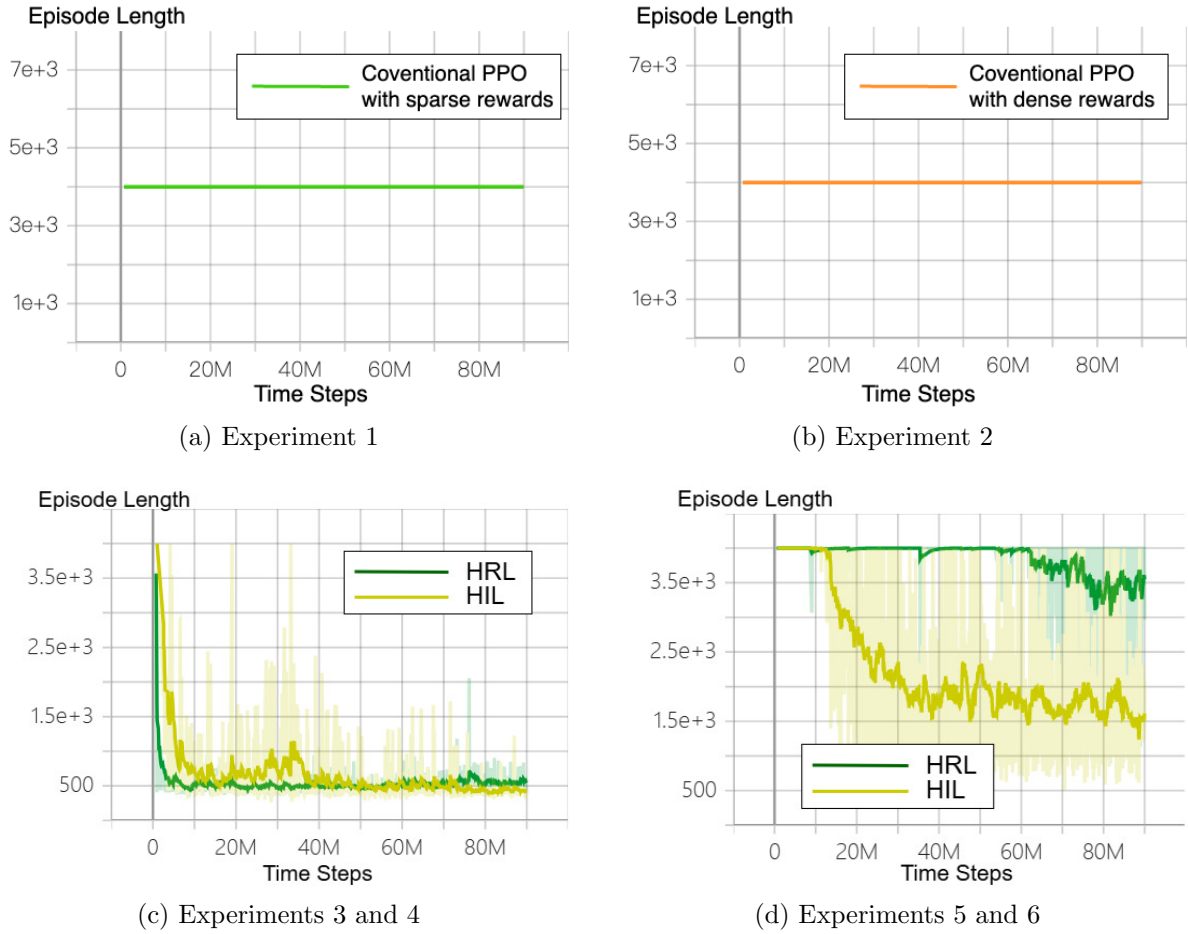 Episode Length
7e+3
5e+3
3e+3
1e+3
Coventional PPO
with sparse rewards
0 20M 40M 60M 80M
Time Steps
(a) Experiment 1
Episode Length
7e+3
5e+3
3e+3
1e+3
Coventional PPO
with dense rewards
0 20M 40M 60M 80M
Time Steps
(b) Experiment 2
Episode Length
3.5e+3
2.5e+3
1.5e+3
500
HRL
HIL
0 20M 40M 60M 80M
Time Steps
(c) Experiments 3 and 4
Episode Length
3.5e+3
2.5e+3
1.5e+3
500
HRL
HIL
0 20M 40M 60M 80M
Time Steps
(d) Experiments 5 and 6